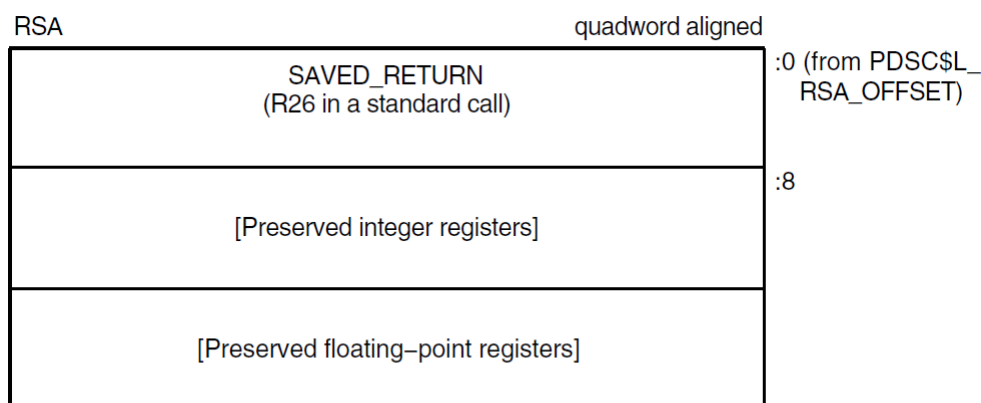 RSA quadword aligned
SAVED_RETURN
(R26 in a standard call)
:0 (from PDSC$L_
RSA_OFFSET)
:8
[Preserved integer registers]
[Preserved floating–point registers]